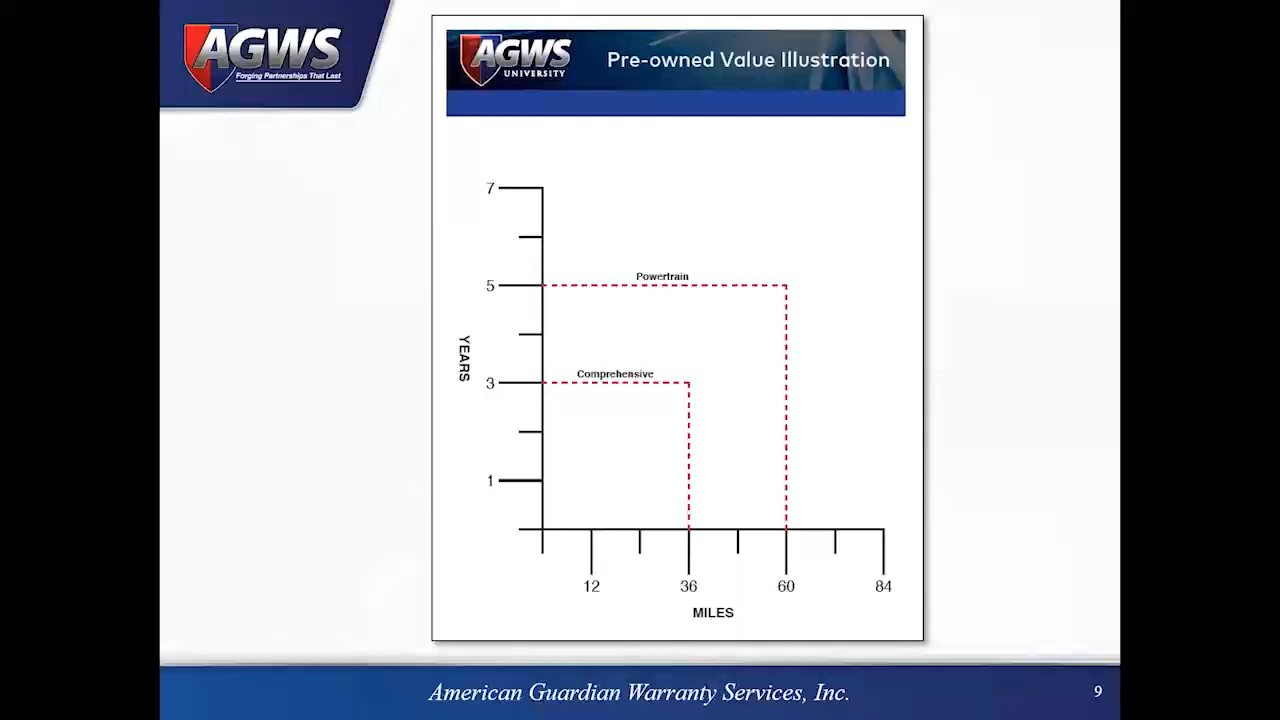 AGWS
Forging Partnerships That Last
AGWS
UNIVERSITY
Pre-owned Value Illustration
7
Powertrain
5
YEARS
Comprehensive
3
1
12 36 60 84
MILES
American Guardian Warranty Services, Inc.
9